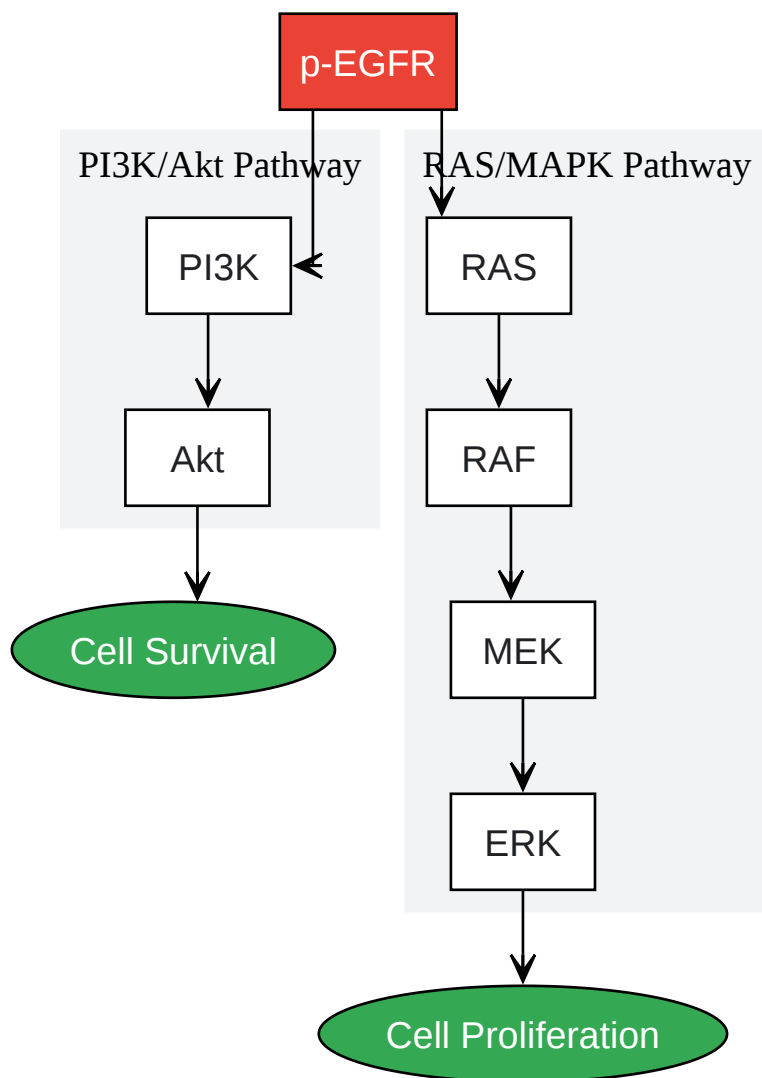 p-EGFR
PI3K/Akt Pathway
RAS/MAPK Pathway
PI3K
RAS
Akt
RAF
Cell Survival
MEK
ERK
Cell Proliferation